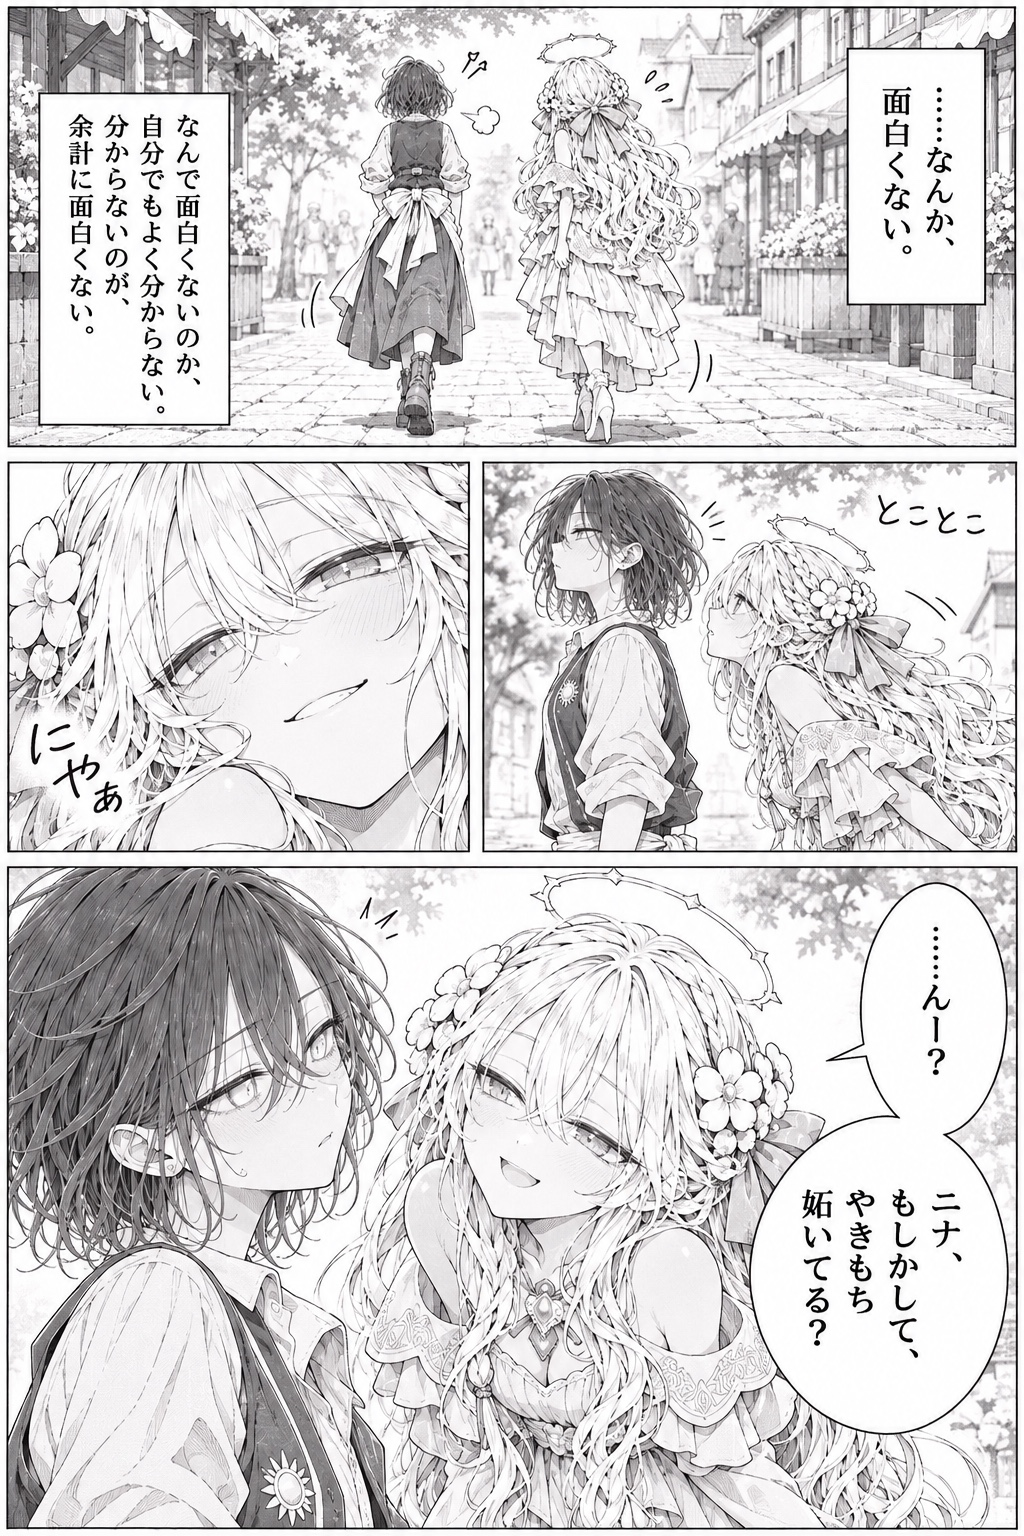 ……なんか、
面白くない。
なんで面白くないのか、
自分でもよく分からない。
分からないのが、
余計に面白くない。
とことこ
にやぁ
……んー？
ニナ、
もしかして、
やきもち
妬いてる？